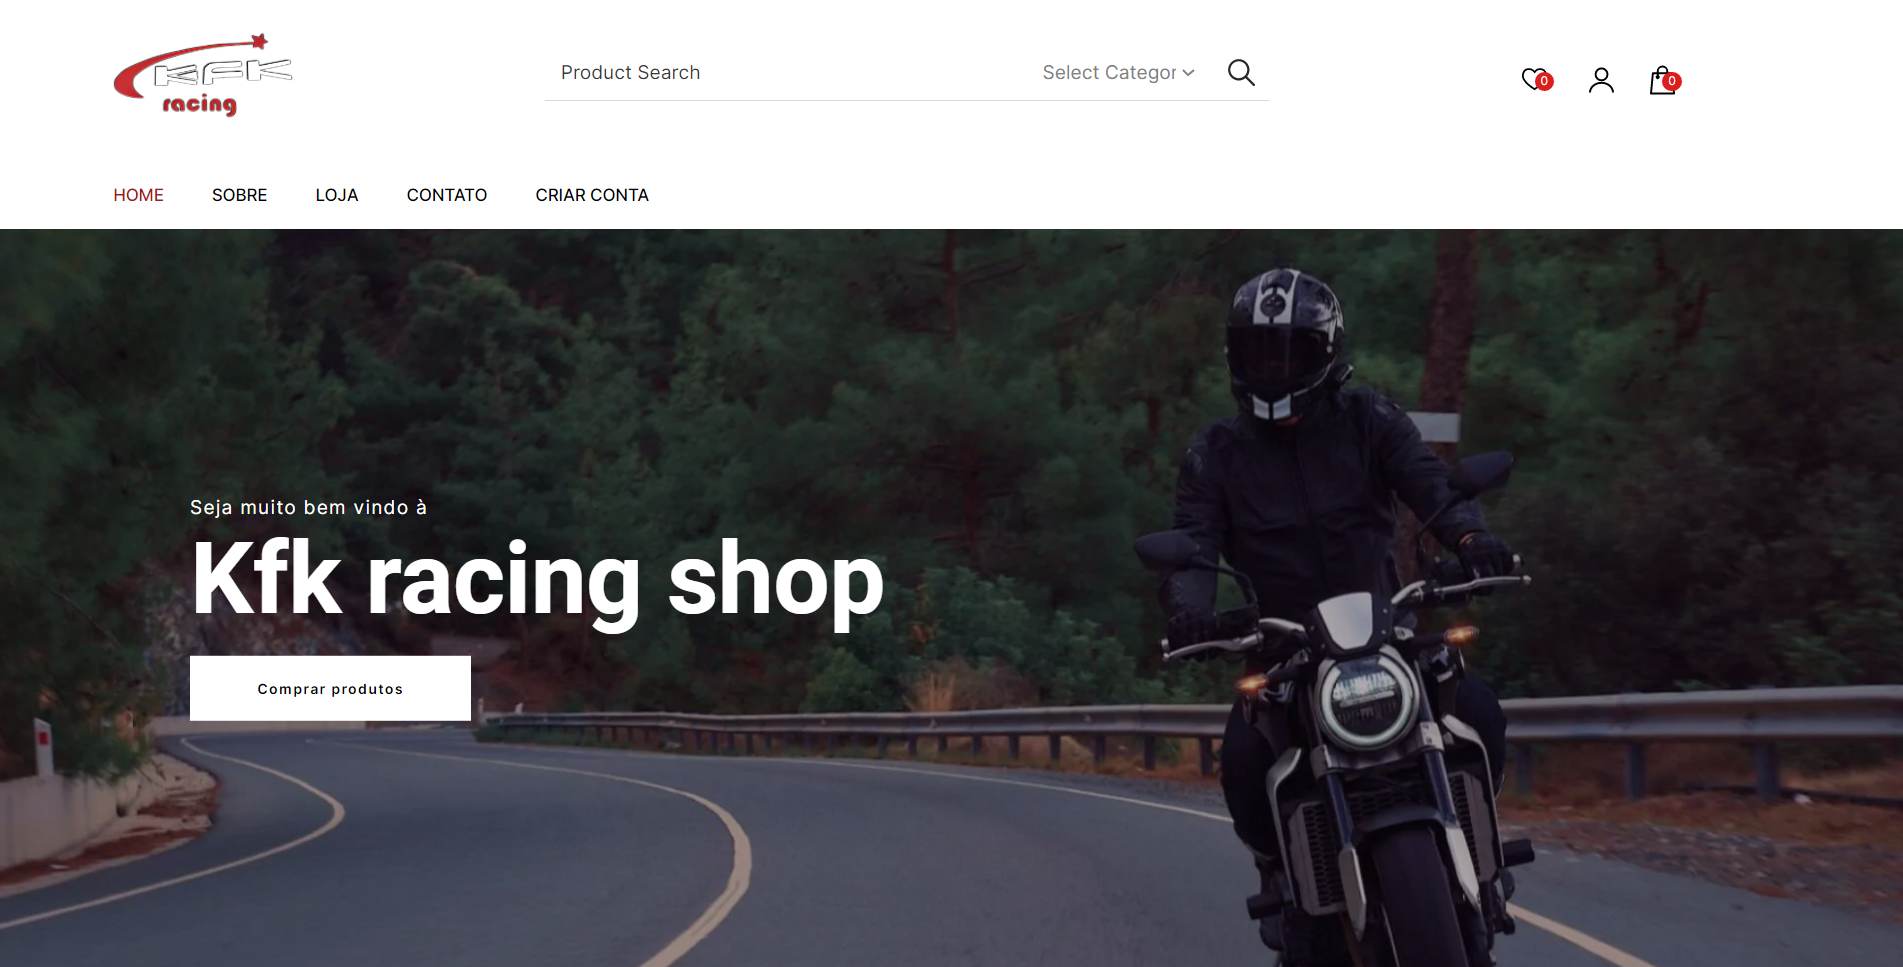 KFK
racing
Product Search
Select Categor
0
0
HOME
SOBRE
LOJA
CONTATO
CRIAR CONTA
Seja muito bem vindo à
Kfk racing shop
Comprar produtos